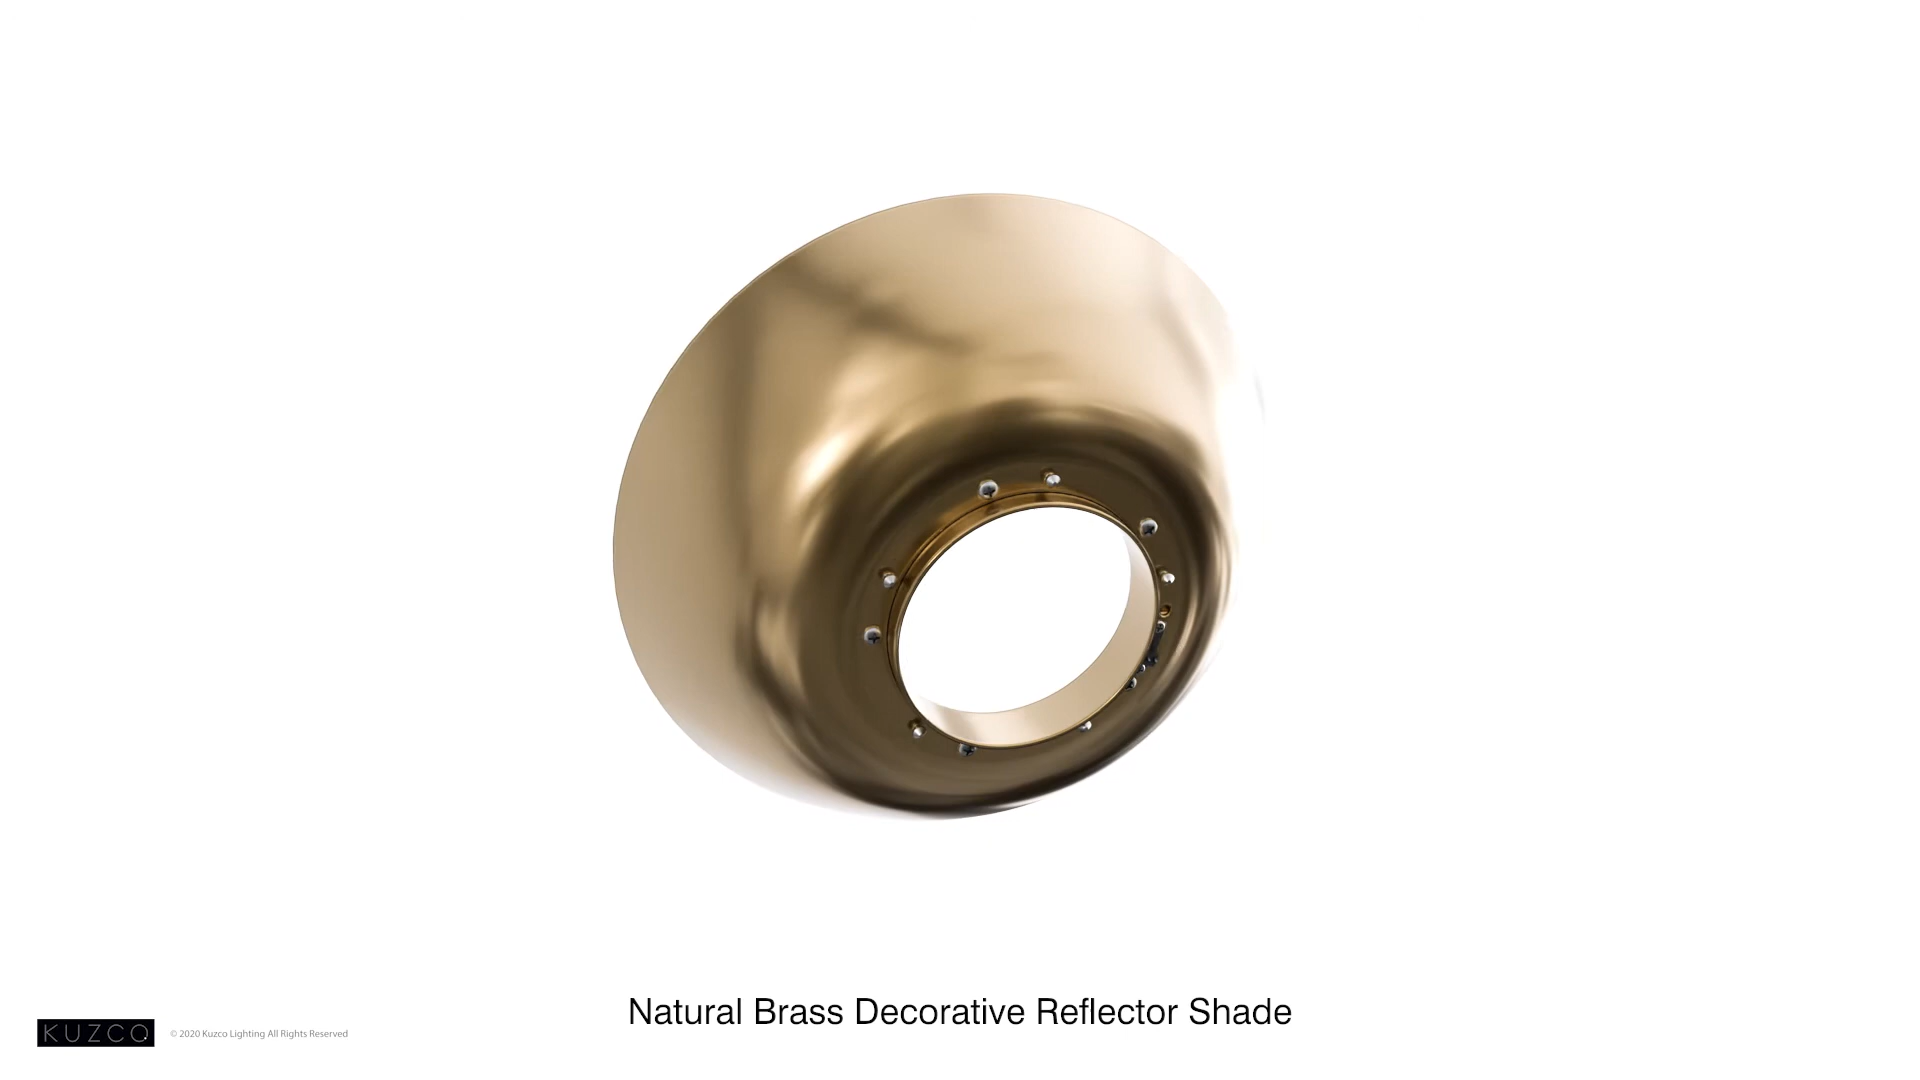 Natural Brass Decorative Reflector Shade
KUZCO
© 2020 Kuzco Lighting All Rights Reserved